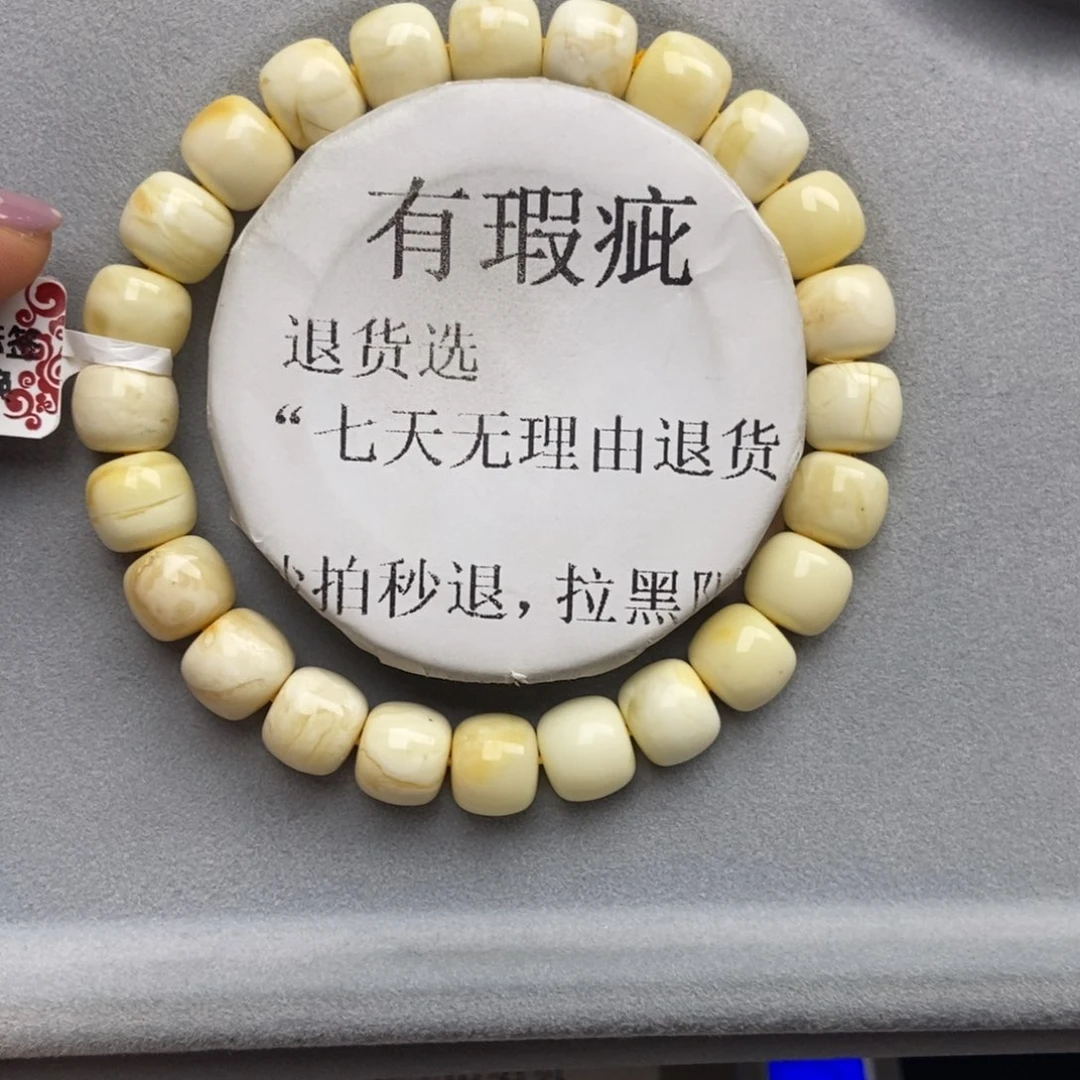 有瑕疵
退货选
“七天无理由退货
拍秒退，拉黑